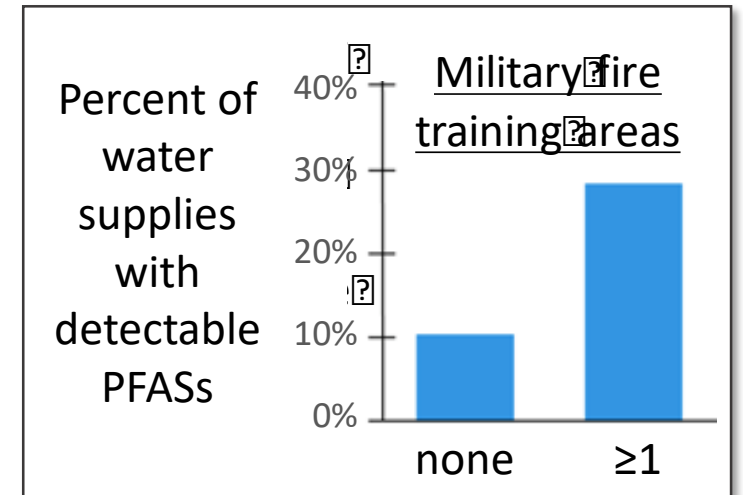 Percent of
water
supplies
with
detectable
PFASs
Military fire
training areas
40%
30%
20%
10%
0%
none
≥1